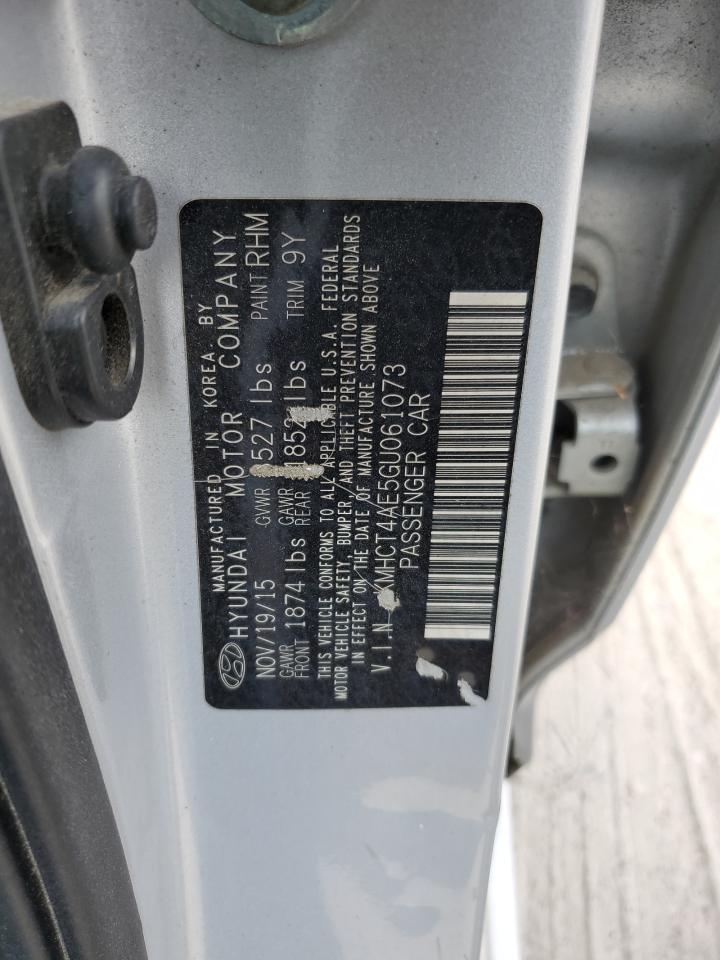 MANUFACTURED IN KOREA. BY
HYUNDAI MOTOR COMPANY
NOV/19/15 GVWR 527 lbs PAINT RHM
GAWR FRONT 1874 lbs GAWR REAR lbs TRIM 9Y
THIS VEHICLE CONFORMS TO ALL APPLICABLE U.S.A. FEDERAL
MOTOR VEHICLE SAFETY, BUMPER AND THEFT PREVENTION STANDARDS
IN EFFECT ON THE DATE OF MANUFACTURE SHOWN ABOVE
V.I.N KMHCT4AE5GU061073
PASSENGER CAR